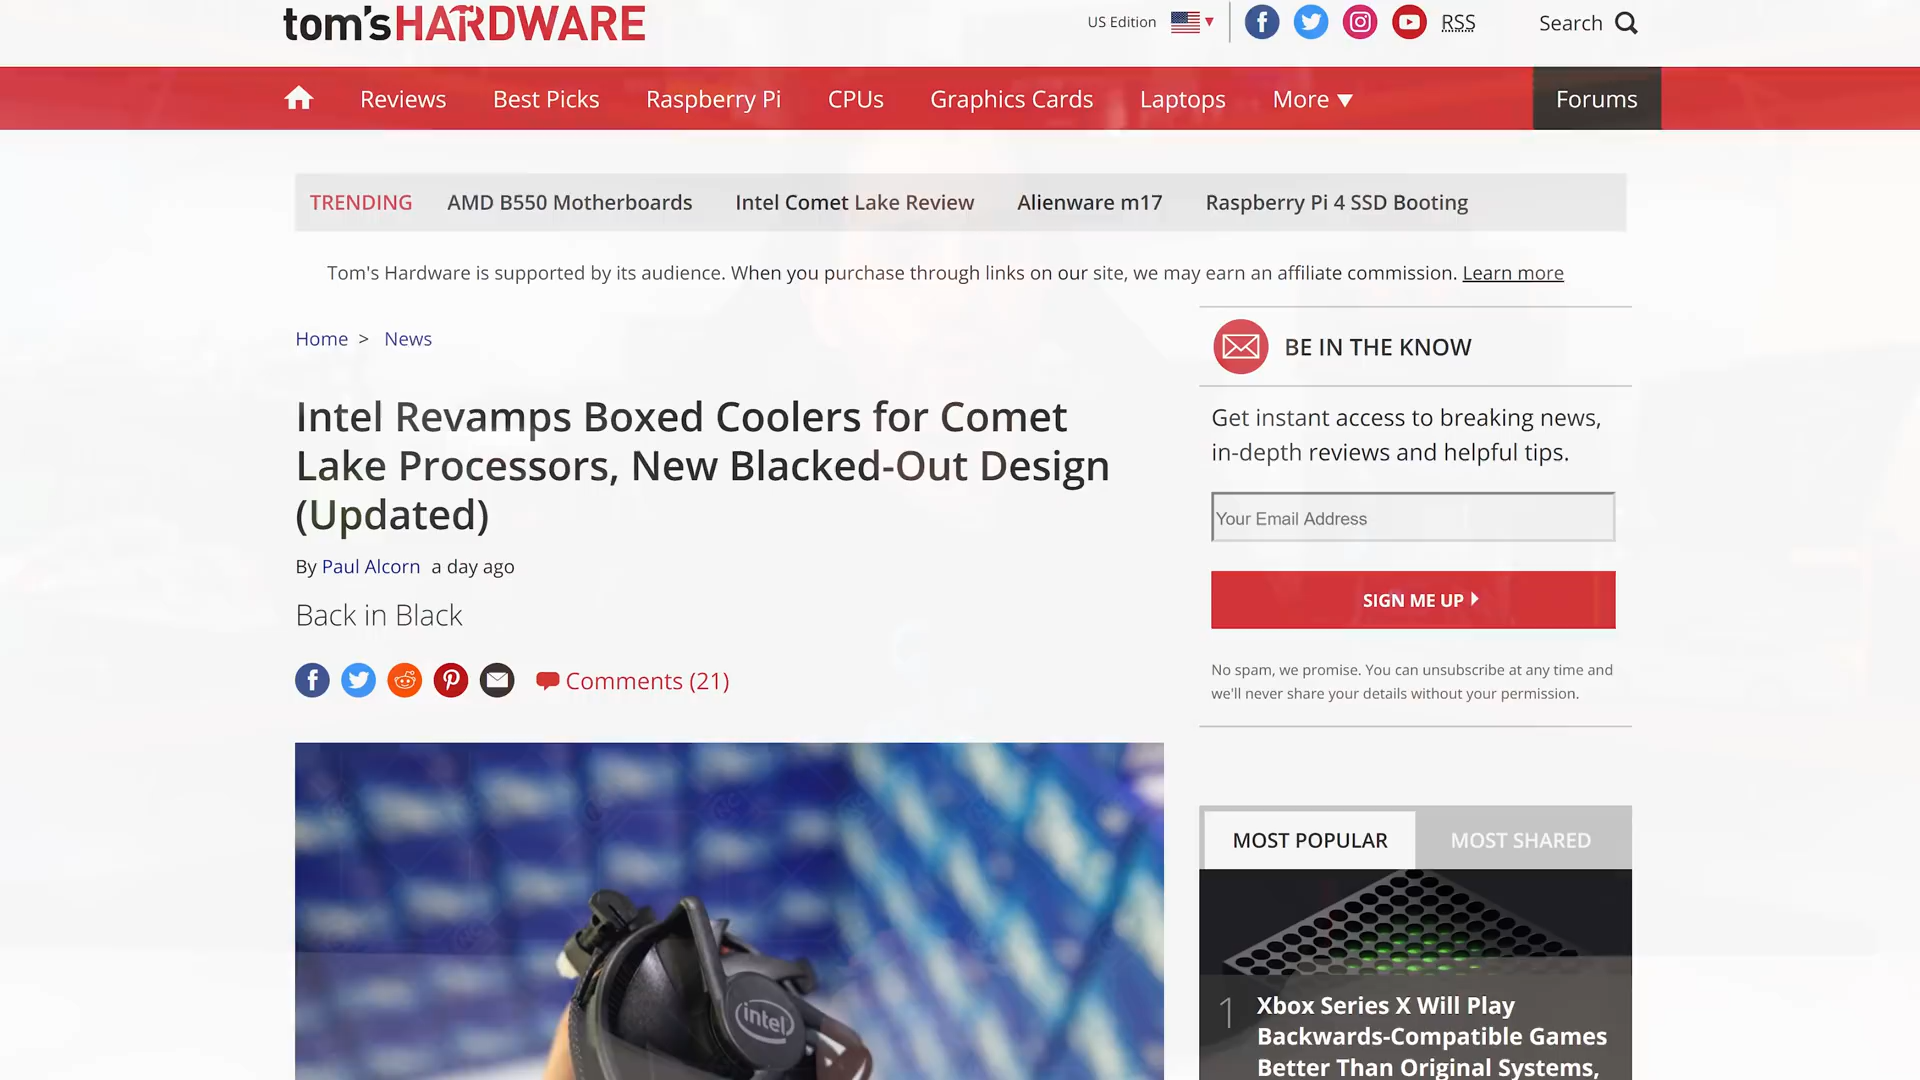 tom'sHARDWARE
US Edition
RSS
Search
Reviews
Best Picks
Raspberry Pi
CPUs
Graphics Cards
Laptops
More
Forums
TRENDING
AMD B550 Motherboards
Intel Comet Lake Review
Alienware m17
Raspberry Pi 4 SSD Booting
Tom's Hardware is supported by its audience. When you purchase through links on our site, we may earn an affiliate commission. Learn more
Home > News
Intel Revamps Boxed Coolers for Comet
Lake Processors, New Blacked-Out Design
(Updated)
By Paul Alcorn a day ago
Back in Black
Comments (21)
intel
BE IN THE KNOW
Get instant access to breaking news,
in-depth reviews and helpful tips.
Your Email Address
SIGN ME UP
No spam, we promise. You can unsubscribe at any time and
we'll never share your details without your permission.
MOST POPULAR
MOST SHARED
1
Xbox Series X Will Play
Backwards-Compatible Games
Better Than Original Systems,